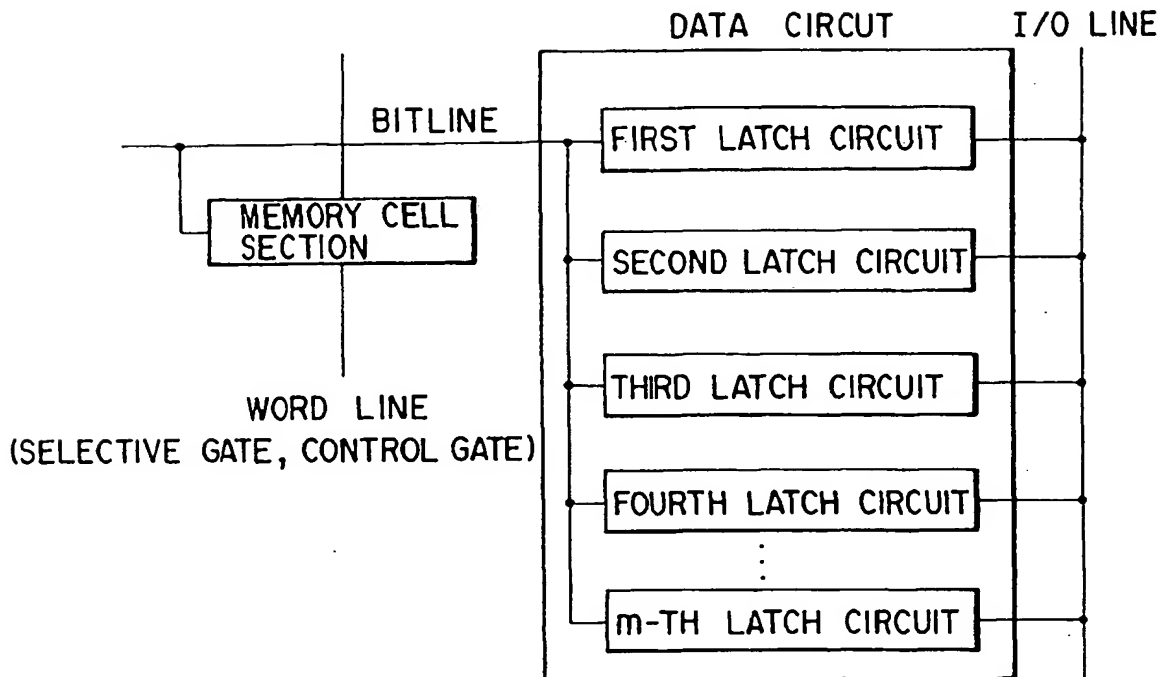 DATA CIRCUT
I/O LINE
BITLINE
FIRST LATCH CIRCUIT
MEMORY CELL
SECTION
SECOND LATCH CIRCUIT
THIRD LATCH CIRCUIT
WORD LINE
(SELECTIVE GATE, CONTROL GATE)
FOURTH LATCH CIRCUIT
m-TH LATCH CIRCUIT